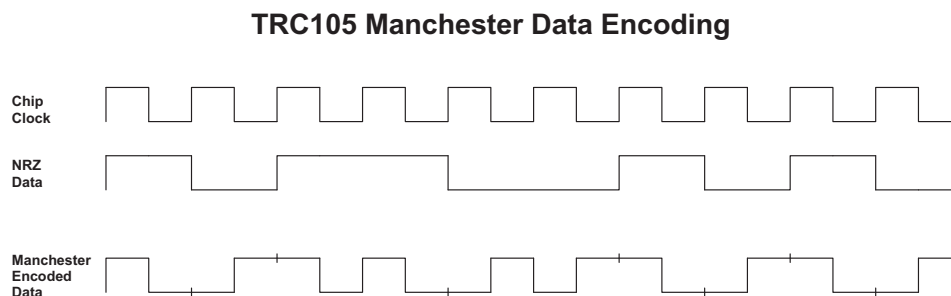 TRC105 Manchester Data Encoding
Chip
Clock
NRZ
Data
Manchester
Encoded
Data